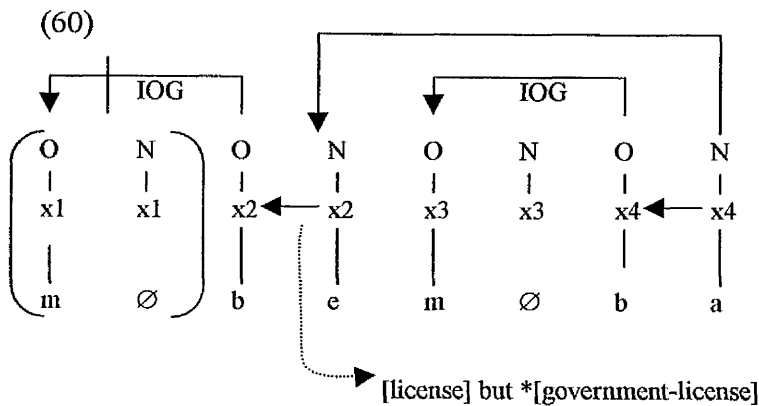 (60)
IOG IOG
O N O N O N O N
x1 x1 x2 x2 x3 x3 x4 x4
m Ø b e m Ø b a
[license] but *[government-license]